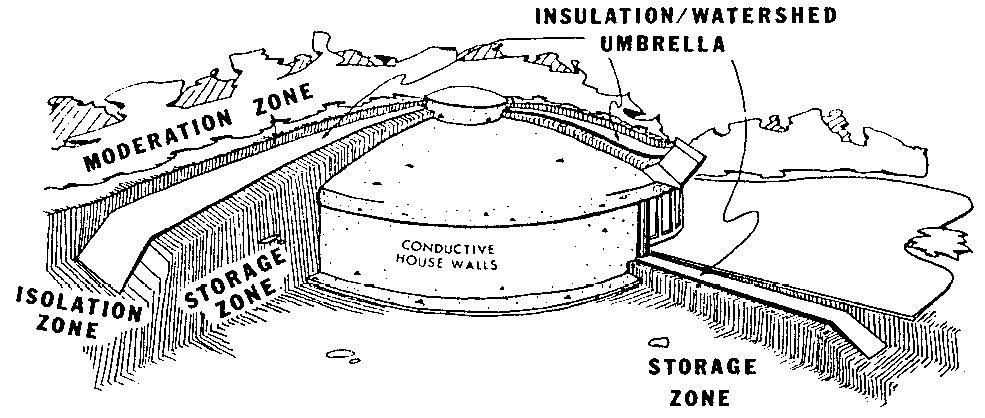 INSULATION/WATERSHED
UMBRELLA
MODERATION ZONE
CONDUCTIVE
HOUSE WALLS
STORAGE
ZONE
ISOLATION
ZONE
STORAGE
ZONE